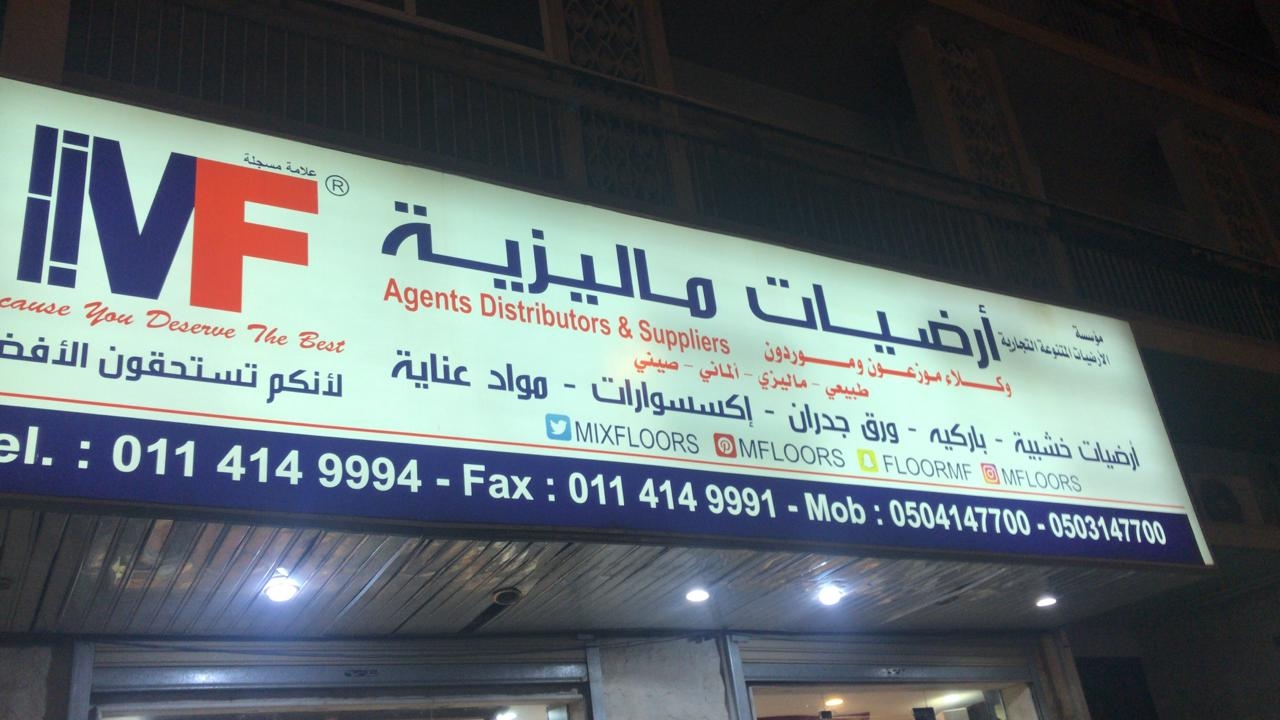 علامة مسجلة
MF ®
cause You Deserve The Best
لأنكم تستحقون الأفض
مؤسسة
الأرضيات المتنوعة التجارية
أرضيات ماليزية
Agents Distributors & Suppliers
وكلاء موزعون وموردون
طبيعي - ماليزي - ألماني - صيني
أرضيات خشبية - باركيه - ورق جدران - إكسسوارات - مواد عناية
MIXFLOORS MFLOORS FLOORMF MFLOORS
el. : 011 414 9994 - Fax : 011 414 9991 - Mob : 0504147700 - 0503147700